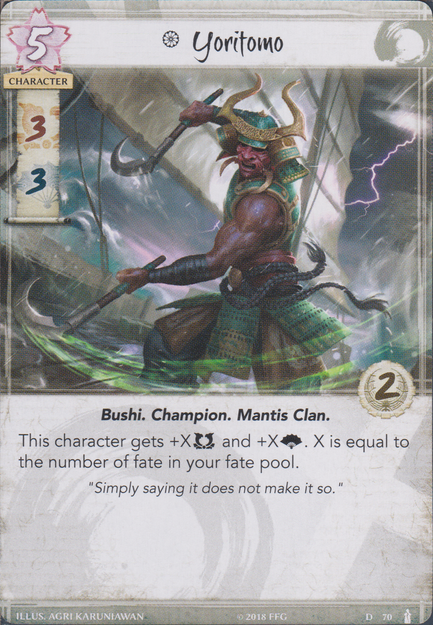 5
Yoritomo
CHARACTER
3
3
2
Bushi. Champion. Mantis Clan.
This character gets +X and +X . X is equal to
the number of fate in your fate pool.
"Simply saying it does not make it so."
ILLUS. AGRI KARUNIAWAN © 2018 FFG D 70